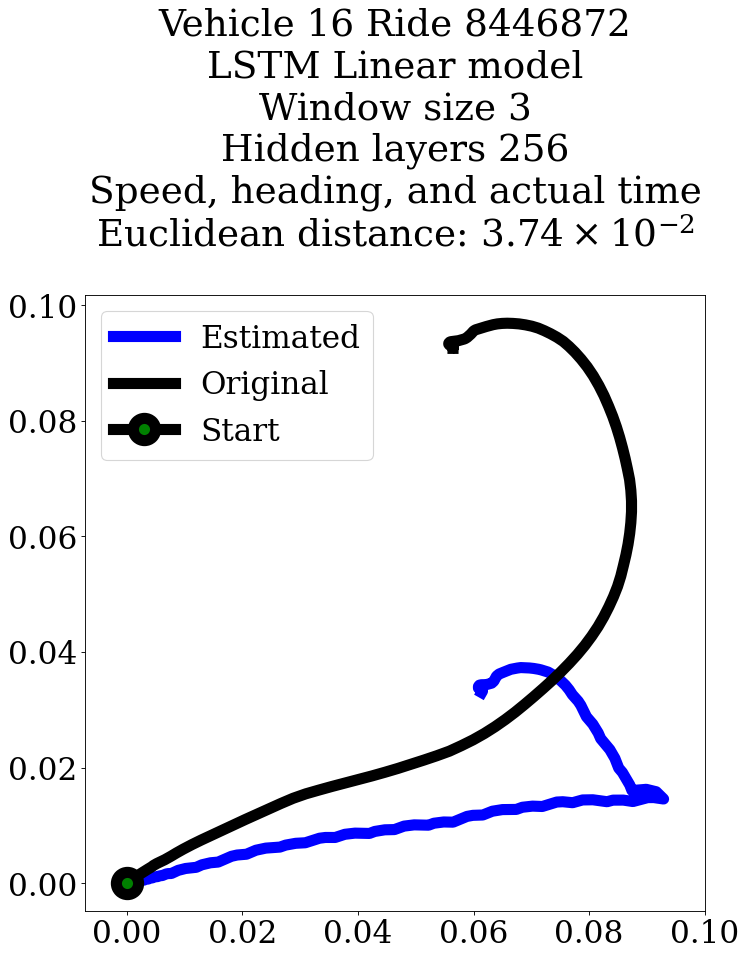 Vehicle 16 Ride 8446872
LSTM Linear model
Window size 3
Hidden layers 256
Speed, heading, and actual time
Euclidean distance: 3.74 × 10⁻²
0.10
0.08
0.06
0.04
0.02
0.00
Estimated
Original
Start
0.00 0.02 0.04 0.06 0.08 0.10